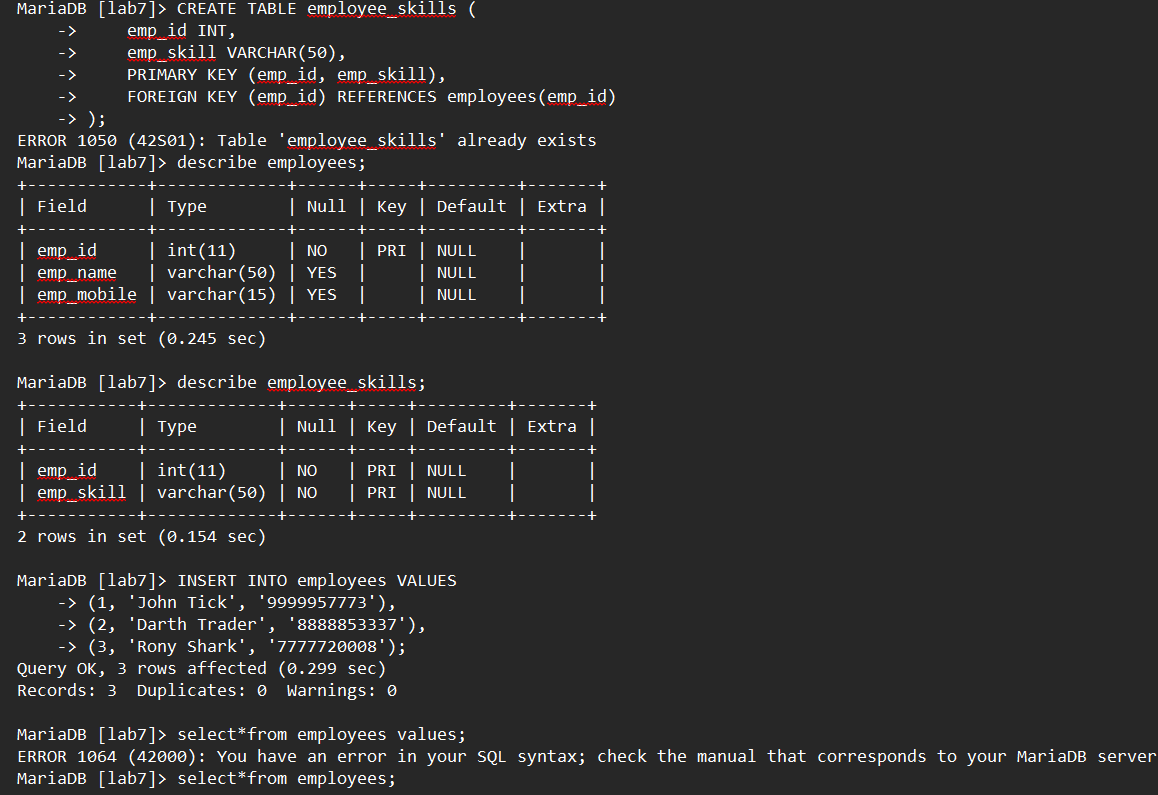 MariaDB [lab7]> CREATE TABLE employee_skills (
    ->     emp_id INT,
    ->     emp_skill VARCHAR(50),
    ->     PRIMARY KEY (emp_id, emp_skill),
    ->     FOREIGN KEY (emp_id) REFERENCES employees(emp_id)
    -> );
ERROR 1050 (42S01): Table 'employee_skills' already exists
MariaDB [lab7]> describe employees;
+------------+-------------+------+-----+---------+-------+
| Field      | Type        | Null | Key | Default | Extra |
+------------+-------------+------+-----+---------+-------+
| emp_id     | int(11)     | NO   | PRI | NULL    |       |
| emp_name   | varchar(50) | YES  |     | NULL    |       |
| emp_mobile | varchar(15) | YES  |     | NULL    |       |
+------------+-------------+------+-----+---------+-------+
3 rows in set (0.245 sec)

MariaDB [lab7]> describe employee_skills;
+-----------+-------------+------+-----+---------+-------+
| Field     | Type        | Null | Key | Default | Extra |
+-----------+-------------+------+-----+---------+-------+
| emp_id    | int(11)     | NO   | PRI | NULL    |       |
| emp_skill | varchar(50) | NO   | PRI | NULL    |       |
+-----------+-------------+------+-----+---------+-------+
2 rows in set (0.154 sec)

MariaDB [lab7]> INSERT INTO employees VALUES
    -> (1, 'John Tick', '9999957773'),
    -> (2, 'Darth Trader', '8888853337'),
    -> (3, 'Rony Shark', '7777720008');
Query OK, 3 rows affected (0.299 sec)
Records: 3  Duplicates: 0  Warnings: 0

MariaDB [lab7]> select*from employees values;
ERROR 1064 (42000): You have an error in your SQL syntax; check the manual that corresponds to your MariaDB server
MariaDB [lab7]> select*from employees;